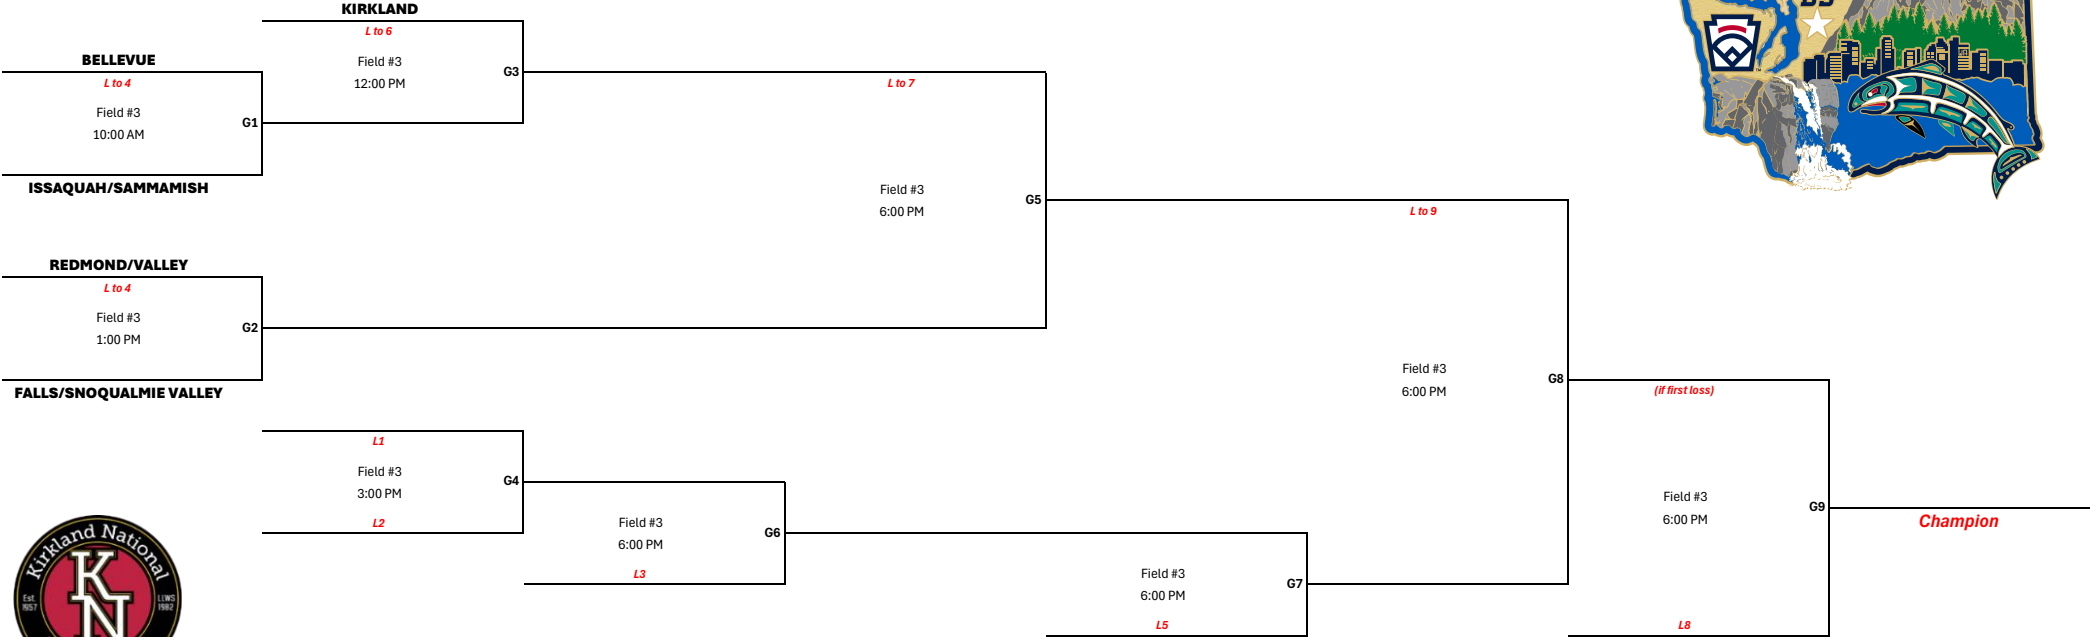 KIRKLAND
L to 6
Field #3
12:00 PM
G3
BELLEVUE
L to 4
Field #3
10:00 AM
G1
ISSAQUAH/SAMMAMISH
L to 7
Field #3
6:00 PM
G5
L to 9
REDMOND/VALLEY
L to 4
Field #3
1:00 PM
G2
FALLS/SNOQUALMIE VALLEY
Field #3
6:00 PM
G8
(if first loss)
L1
Field #3
3:00 PM
G4
L2
Field #3
6:00 PM
G6
L3
Field #3
6:00 PM
G7
L5
Field #3
6:00 PM
G9
Champion
L8
Kirkland National
KN
Est.
1957
LLWS
1982